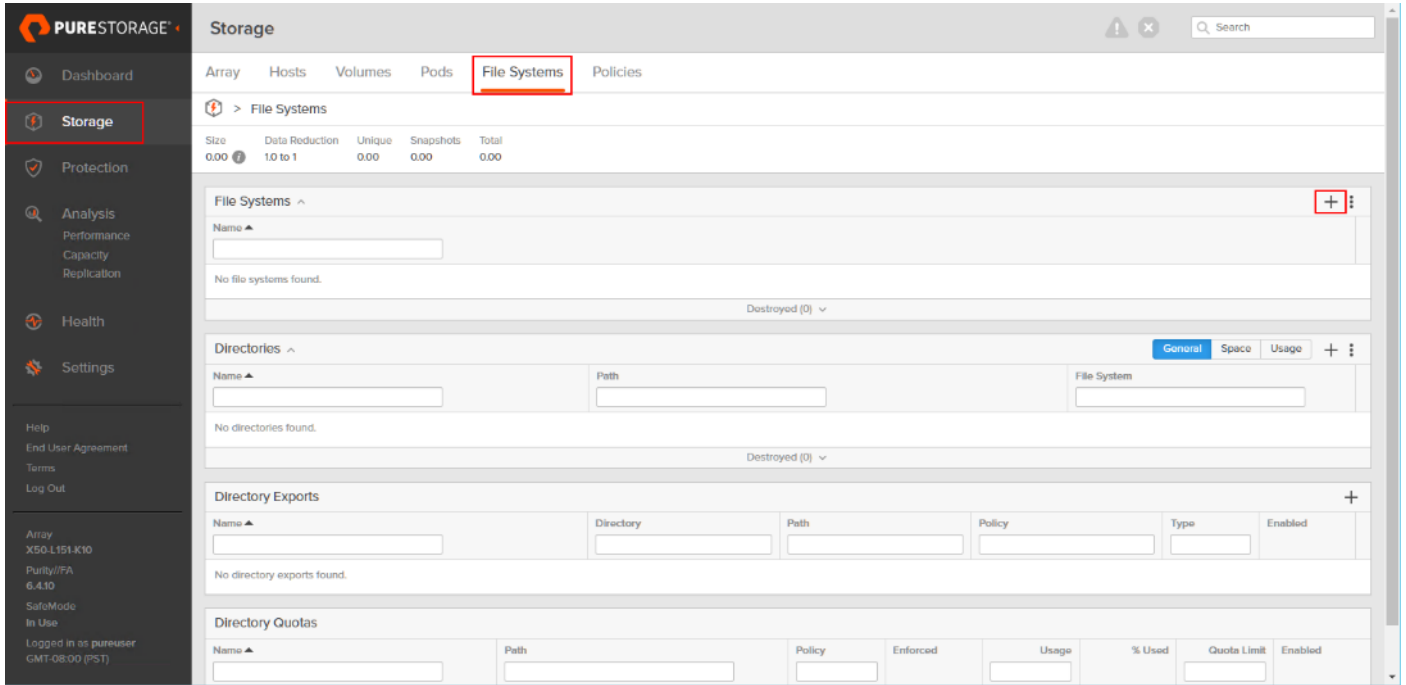 PURESTORAGE®
Dashboard
Storage
Protection
Analysis
Performance
Capacity
Replication
Health
Settings
Help
End User Agreement
Terms
Log Out
Array
X50-L151-K10
Purity//FA
6.4.10
SafeMode
In Use
Logged in as pureuser
GMT-08:00 (PST)
Storage
Search
Array Hosts Volumes Pods File Systems Policies
> File Systems
Size Data Reduction Unique Snapshots Total
0.00 1.0 to 1 0.00 0.00 0.00
File Systems
Name
No file systems found.
Destroyed (0)
Directories
General Space Usage
Name Path File System
No directories found.
Destroyed (0)
Directory Exports
Name Directory Path Policy Type Enabled
No directory exports found.
Directory Quotas
Name Path Policy Enforced Usage % Used Quota Limit Enabled